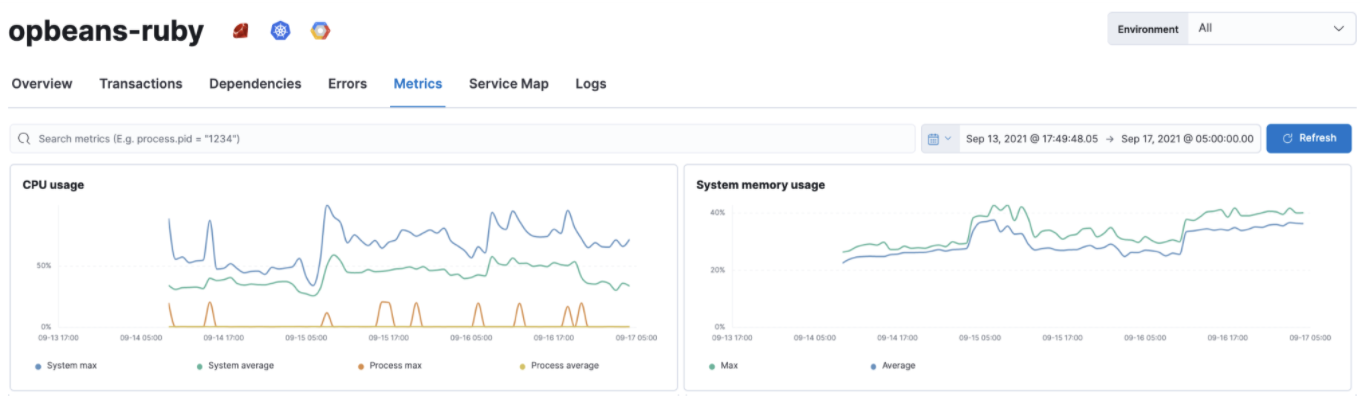 opbeans-ruby
Environment All
Overview Transactions Dependencies Errors Metrics Service Map Logs
Search metrics (E.g. process.pid = "1234")
Sep 13, 2021 @ 17:49:48.05 → Sep 17, 2021 @ 05:00:00.00
Refresh
CPU usage
50%
0%
09-13 17:00 09-14 05:00 09-14 17:00 09-15 05:00 09-15 17:00 09-16 05:00 09-16 17:00 09-17 05:00
System max System average Process max Process average
System memory usage
40%
20%
0%
09-13 17:00 09-14 05:00 09-14 17:00 09-15 05:00 09-15 17:00 09-16 05:00 09-16 17:00 09-17 05:00
Max Average